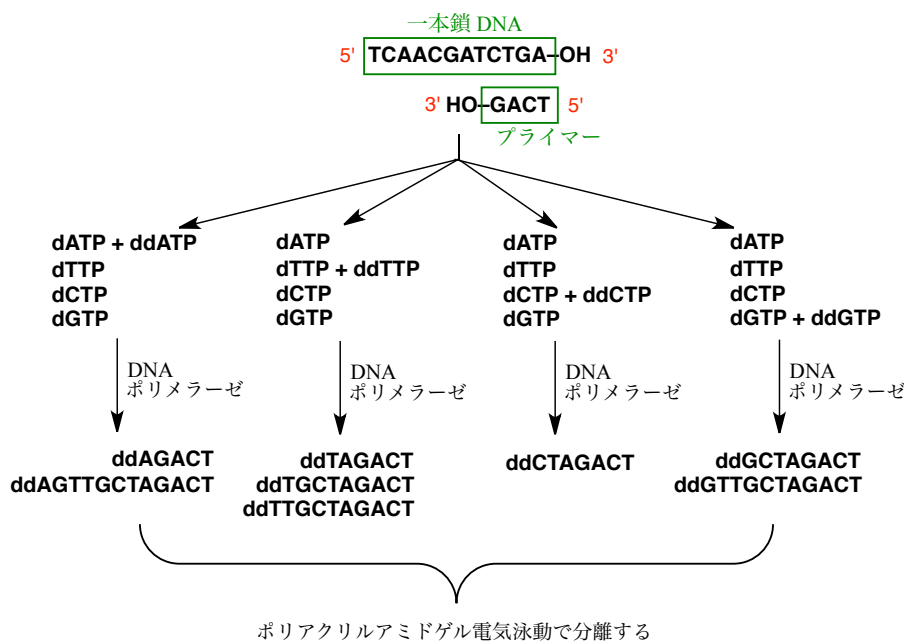 一本鎖 DNA
5' TCAACGATCTGA–OH 3'
3' HO–GACT 5'
プライマー
dATP + ddATP
dTTP
dCTP
dGTP
dATP
dTTP + ddTTP
dCTP
dGTP
dATP
dTTP
dCTP + ddCTP
dGTP
dATP
dTTP
dCTP
dGTP + ddGTP
DNA
ポリメラーゼ
DNA
ポリメラーゼ
DNA
ポリメラーゼ
DNA
ポリメラーゼ
ddAGACT
ddAGTTGCTAGACT
ddTAGACT
ddTGCTAGACT
ddTTGCTAGACT
ddCTAGACT
ddGCTAGACT
ddGTTGCTAGACT
ポリアクリルアミドゲル電気泳動で分離する